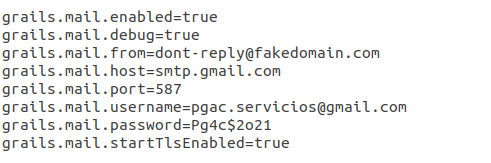 grails.mail.enabled=true
grails.mail.debug=true
grails.mail.from=dont-reply@fakedomain.com
grails.mail.host=smtp.gmail.com
grails.mail.port=587
grails.mail.username=pgac.servicios@gmail.com
grails.mail.password=Pg4c$2o21
grails.mail.startTlsEnabled=true